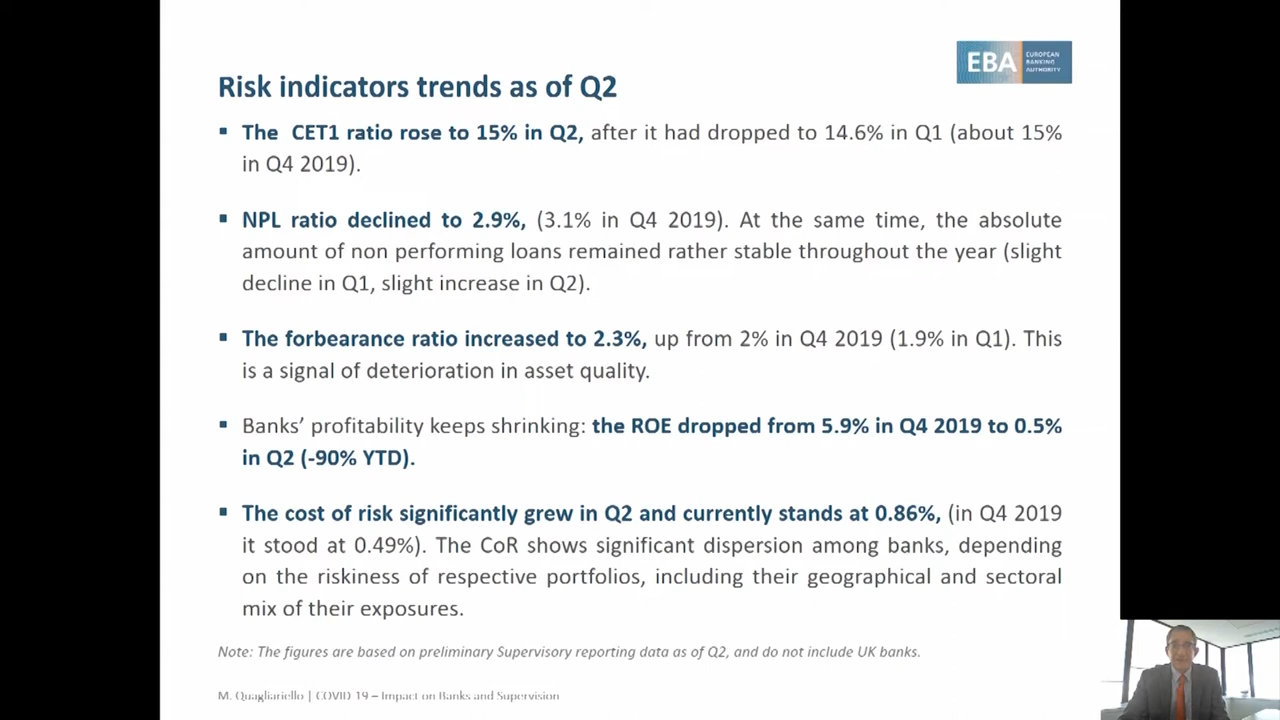 EBA EUROPEAN BANKING AUTHORITY
Risk indicators trends as of Q2
▪ The CET1 ratio rose to 15% in Q2, after it had dropped to 14.6% in Q1 (about 15%
in Q4 2019).
▪ NPL ratio declined to 2.9%, (3.1% in Q4 2019). At the same time, the absolute
amount of non performing loans remained rather stable throughout the year (slight
decline in Q1, slight increase in Q2).
▪ The forbearance ratio increased to 2.3%, up from 2% in Q4 2019 (1.9% in Q1). This
is a signal of deterioration in asset quality.
▪ Banks’ profitability keeps shrinking: the ROE dropped from 5.9% in Q4 2019 to 0.5%
in Q2 (-90% YTD).
▪ The cost of risk significantly grew in Q2 and currently stands at 0.86%, (in Q4 2019
it stood at 0.49%). The CoR shows significant dispersion among banks, depending
on the riskiness of respective portfolios, including their geographical and sectoral
mix of their exposures.
Note: The figures are based on preliminary Supervisory reporting data as of Q2, and do not include UK banks.
M. Quagliariello | COVID 19 – Impact on Banks and Supervision